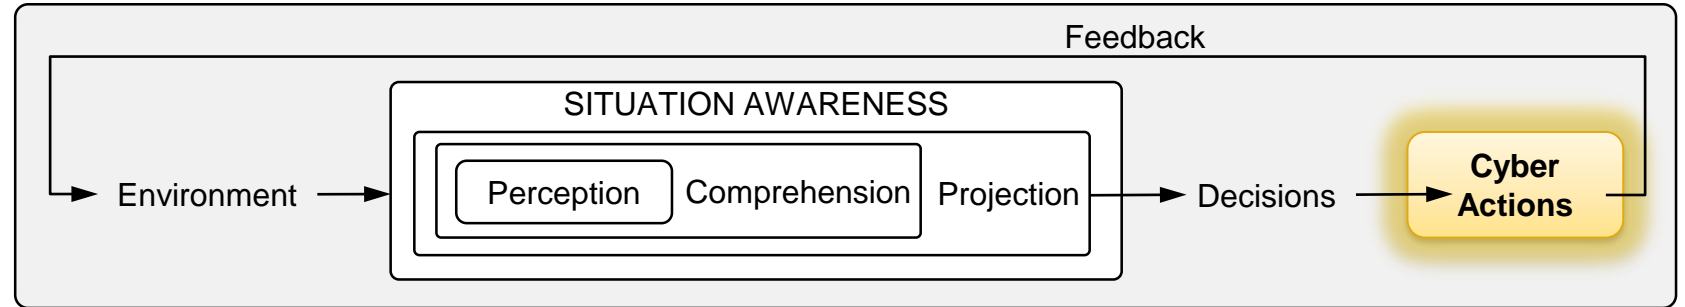 Feedback
SITUATION AWARENESS
Environment
Perception
Comprehension
Projection
Decisions
Cyber
Actions